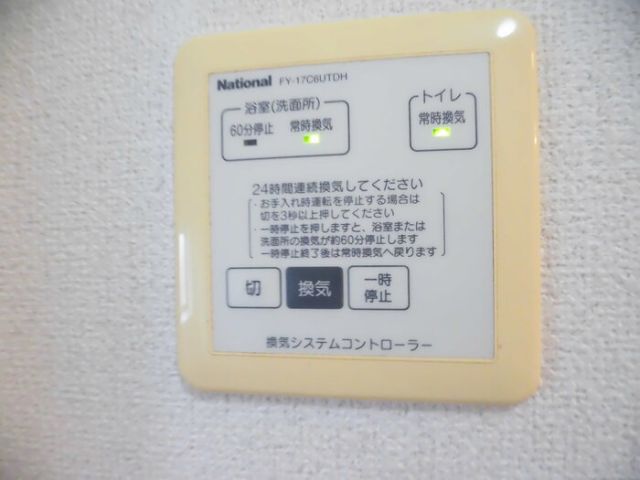 National FY-17C6UTDH
浴室(洗面所)
60分停止 常時換気
トイレ
常時換気
24時間連続換気してください
・お手入れ時運転を停止する場合は
切を3秒以上押してください
・一時停止を押しますと、浴室または
洗面所の換気が約60分停止します
一時停止終了後は常時換気へ戻ります
切
換気
一時
停止
換気システムコントローラー